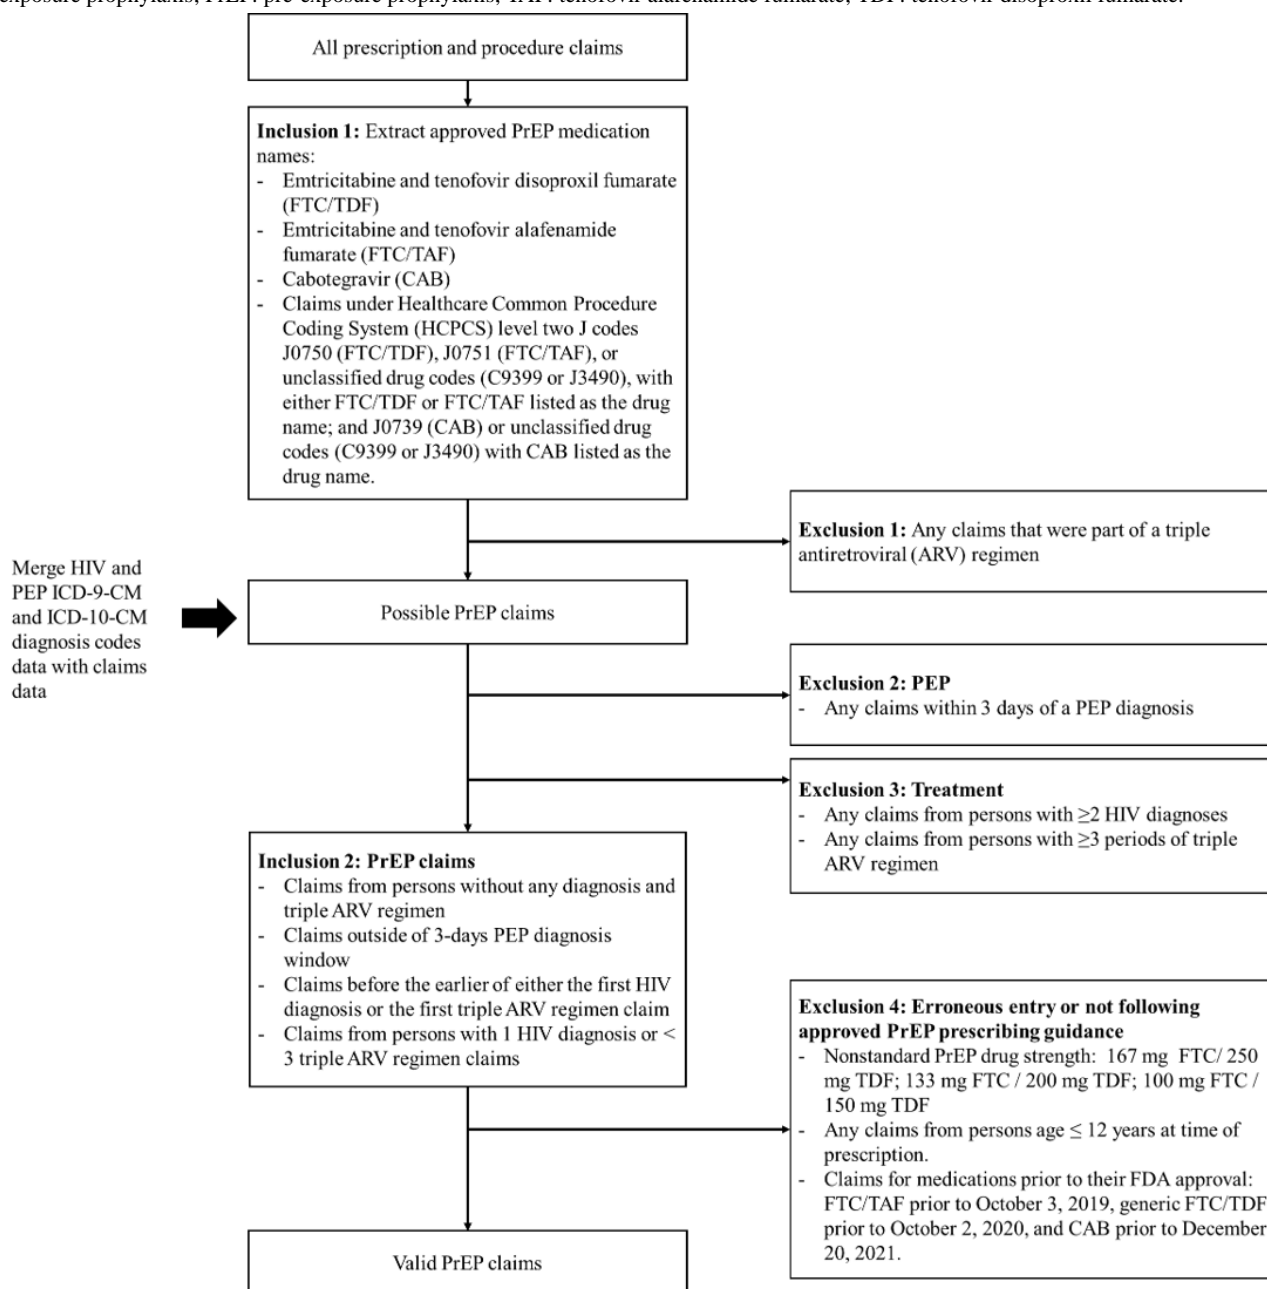 exposure prophylaxis; PrEP: pre-exposure prophylaxis; TAF: tenofovir alafenamide fumarate; TDF: tenofovir disoproxil fumarate.
All prescription and procedure claims
Inclusion 1: Extract approved PrEP medication
names:
- Emtricitabine and tenofovir disoproxil fumarate
(FTC/TDF)
- Emtricitabine and tenofovir alafenamide
fumarate (FTC/TAF)
- Cabotegravir (CAB)
- Claims under Healthcare Common Procedure
Coding System (HCPCS) level two J codes
J0750 (FTC/TDF), J0751 (FTC/TAF), or
unclassified drug codes (C9399 or J3490), with
either FTC/TDF or FTC/TAF listed as the drug
name; and J0739 (CAB) or unclassified drug
codes (C9399 or J3490) with CAB listed as the
drug name.
Exclusion 1: Any claims that were part of a triple
antiretroviral (ARV) regimen
Merge HIV and
PEP ICD-9-CM
and ICD-10-CM
diagnosis codes
data with claims
data
Possible PrEP claims
Exclusion 2: PEP
- Any claims within 3 days of a PEP diagnosis
Exclusion 3: Treatment
- Any claims from persons with ≥2 HIV diagnoses
- Any claims from persons with ≥3 periods of triple
ARV regimen
Inclusion 2: PrEP claims
- Claims from persons without any diagnosis and
triple ARV regimen
- Claims outside of 3-days PEP diagnosis
window
- Claims before the earlier of either the first HIV
diagnosis or the first triple ARV regimen claim
- Claims from persons with 1 HIV diagnosis or <
3 triple ARV regimen claims
Exclusion 4: Erroneous entry or not following
approved PrEP prescribing guidance
- Nonstandard PrEP drug strength: 167 mg FTC/ 250
mg TDF; 133 mg FTC / 200 mg TDF; 100 mg FTC /
150 mg TDF
- Any claims from persons age ≤ 12 years at time of
prescription.
- Claims for medications prior to their FDA approval:
FTC/TAF prior to October 3, 2019, generic FTC/TDF
prior to October 2, 2020, and CAB prior to December
20, 2021.
Valid PrEP claims